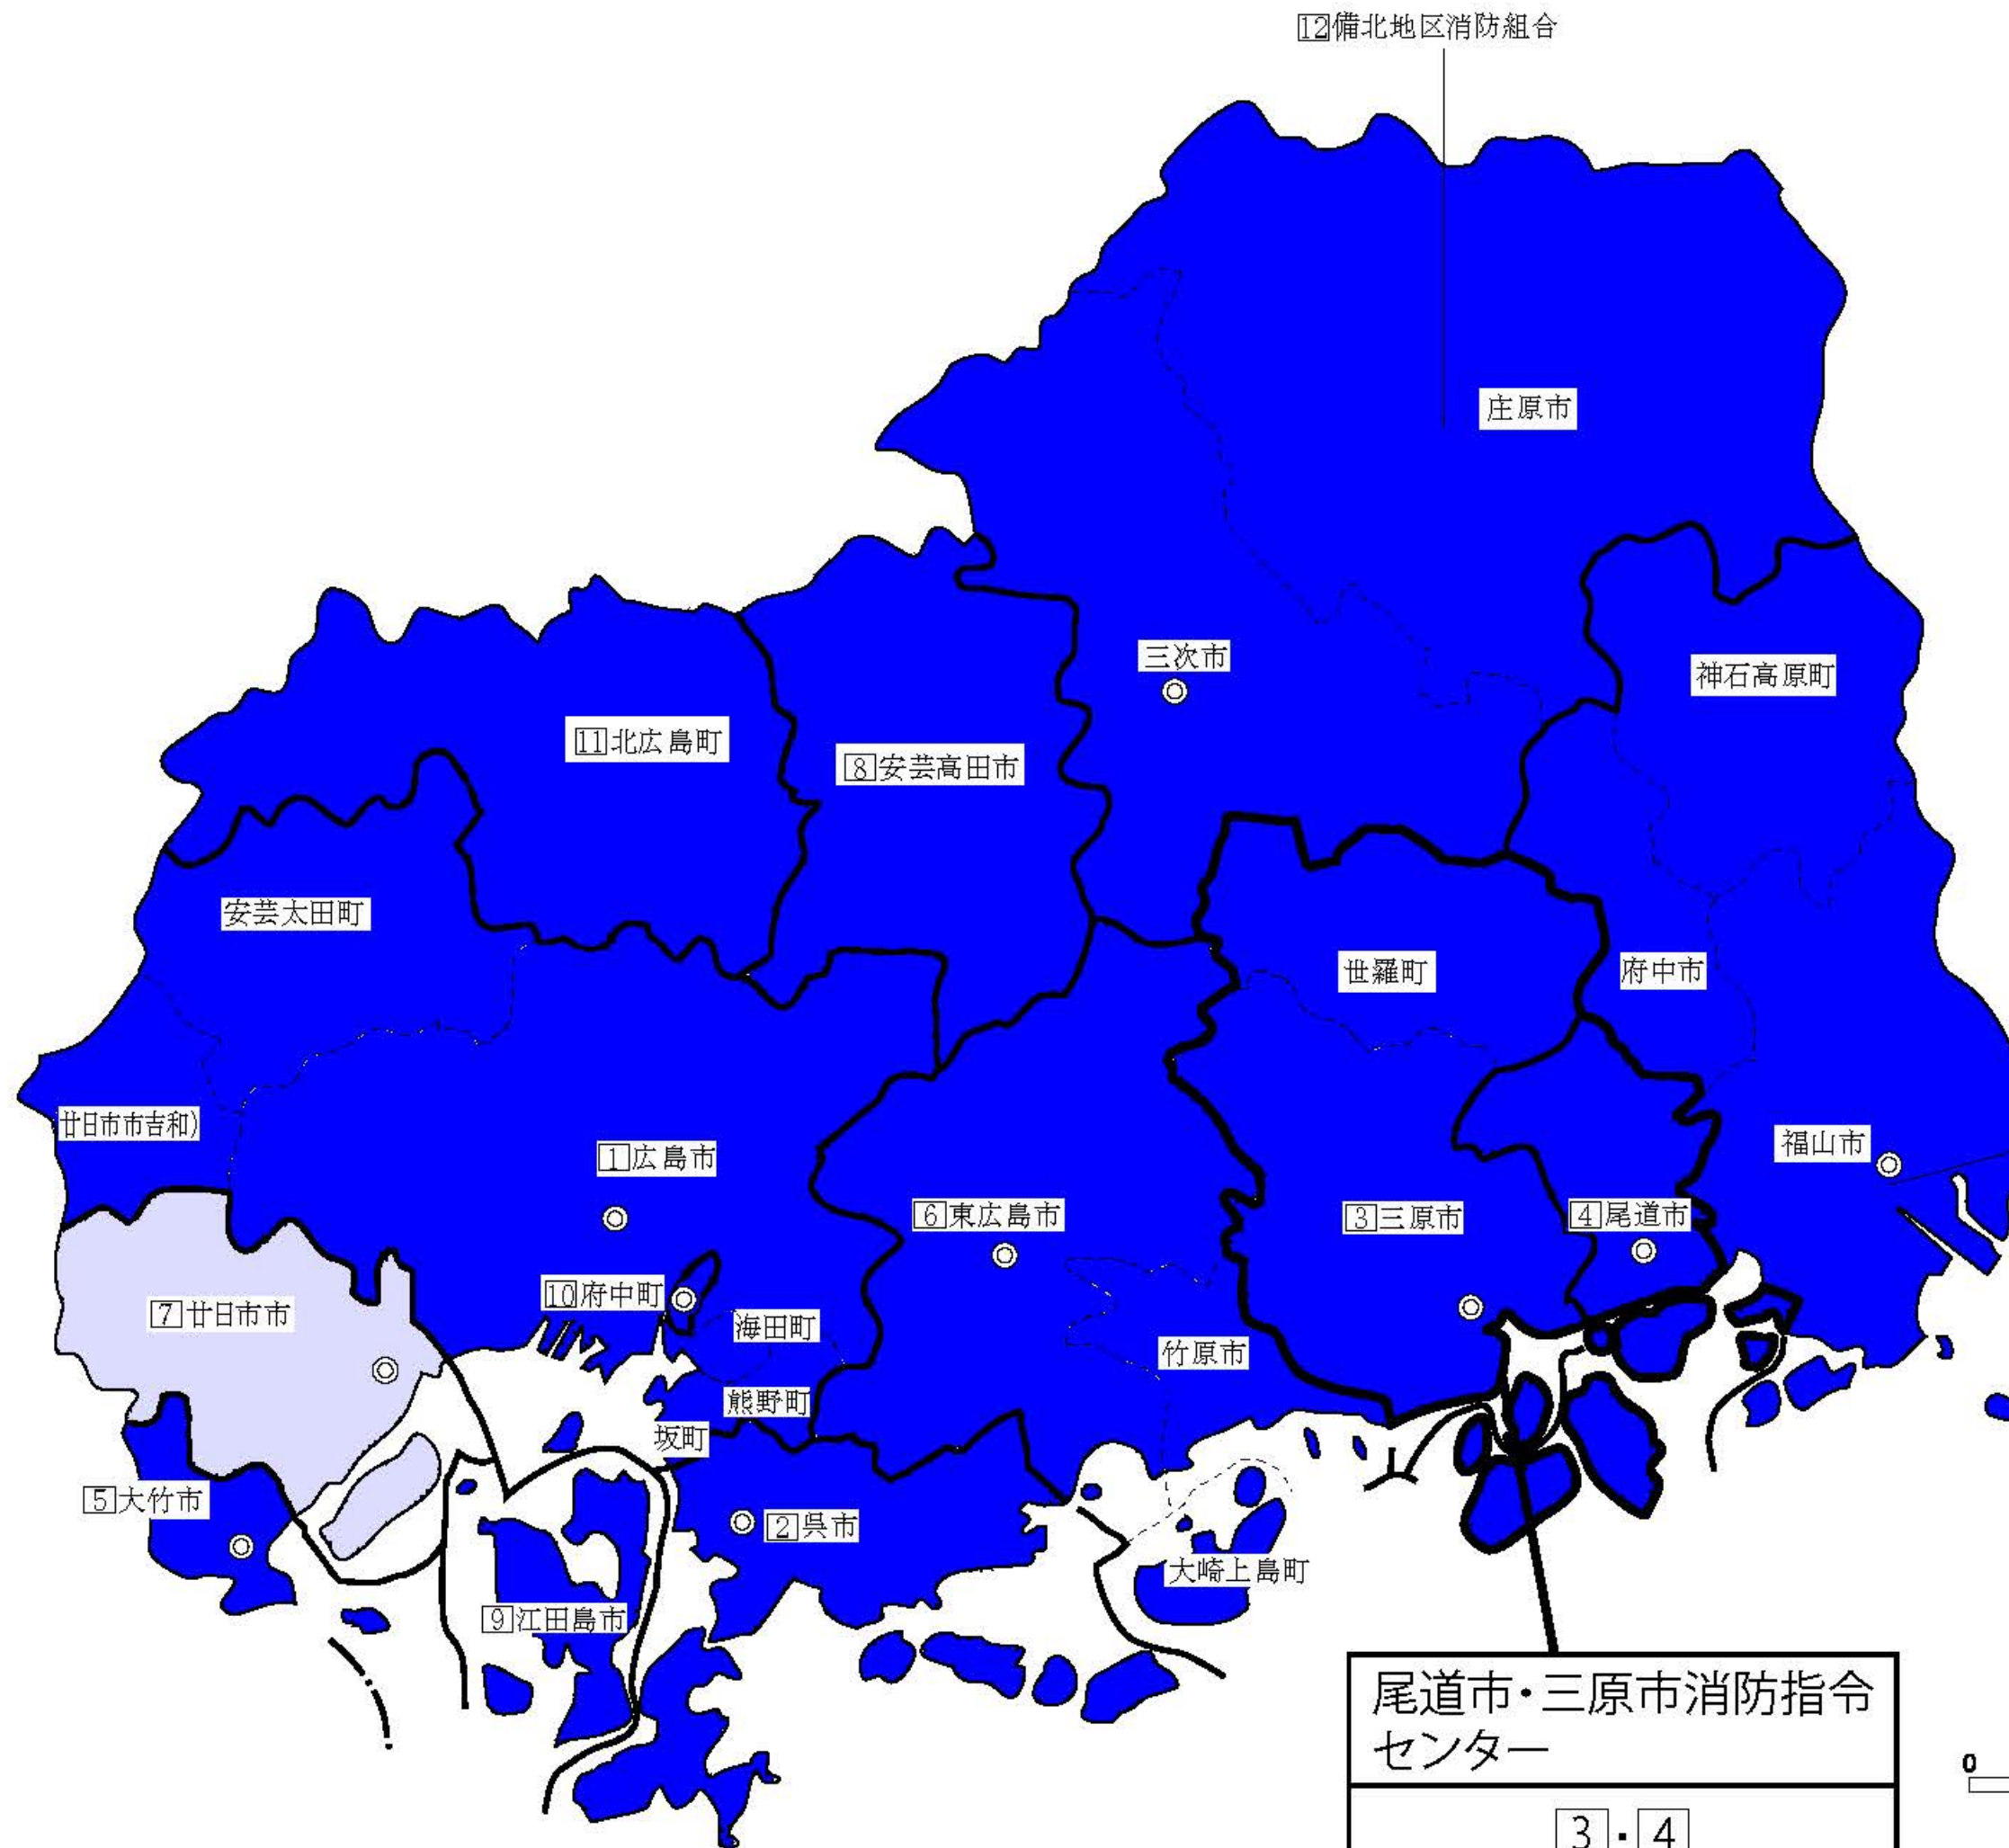 12備北地区消防組合
庄原市
三次市
神石高原町
11北広島町
8安芸高田市
安芸太田町
世羅町
府中市
廿日市市吉和)
1広島市
福山市
6東広島市
3三原市
4尾道市
10府中町
7廿日市市
海田町
竹原市
熊野町
坂町
5大竹市
2呉市
大崎上島町
9江田島市
尾道市・三原市消防指令
センター
0
3・4